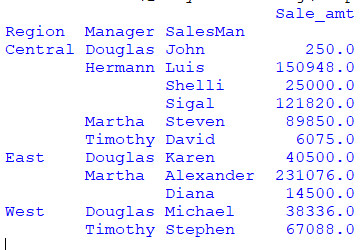 Sale_amt
Region Manager SalesMan
Central Douglas John 250.0
Hermann Luis 150948.0
Shelli 25000.0
Sigal 121820.0
Martha Steven 89850.0
Timothy David 6075.0
East Douglas Karen 40500.0
Martha Alexander 231076.0
Diana 14500.0
West Douglas Michael 38336.0
Timothy Stephen 67088.0